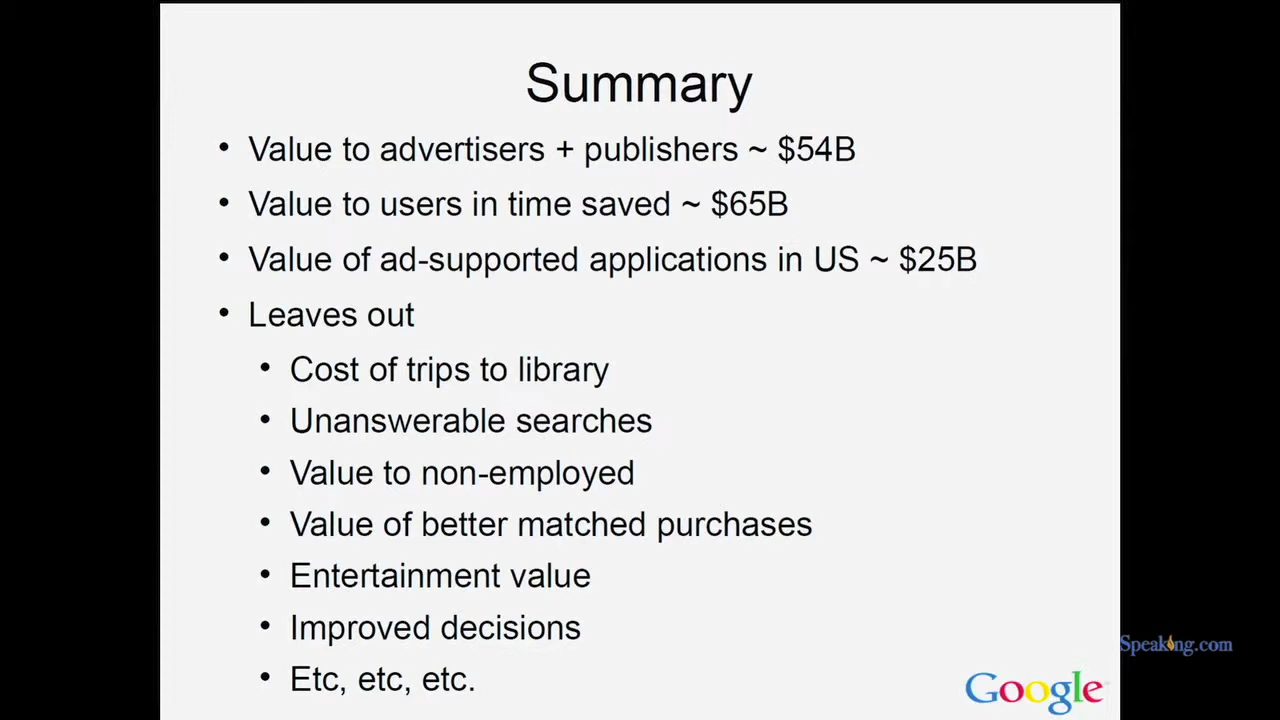 Summary
• Value to advertisers + publishers ~ $54B
• Value to users in time saved ~ $65B
• Value of ad-supported applications in US ~ $25B
• Leaves out
• Cost of trips to library
• Unanswerable searches
• Value to non-employed
• Value of better matched purchases
• Entertainment value
• Improved decisions
• Etc, etc, etc.
Speaking.com
Google